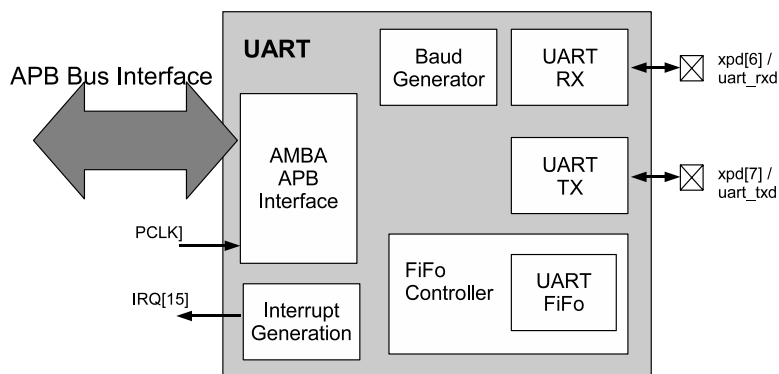 UART
Baud
Generator
UART
RX
xpd[6] /
uart_rxd
APB Bus Interface
AMBA
APB
Interface
UART
TX
xpd[7] /
uart_txd
PCLK]
FiFo
Controller
UART
FiFo
IRQ[15]
Interrupt
Generation